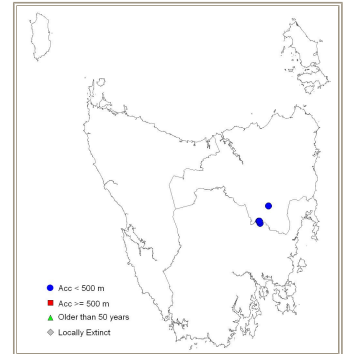 Acc < 500 m
Acc >= 500 m
Older than 50 years
Locally Extinct